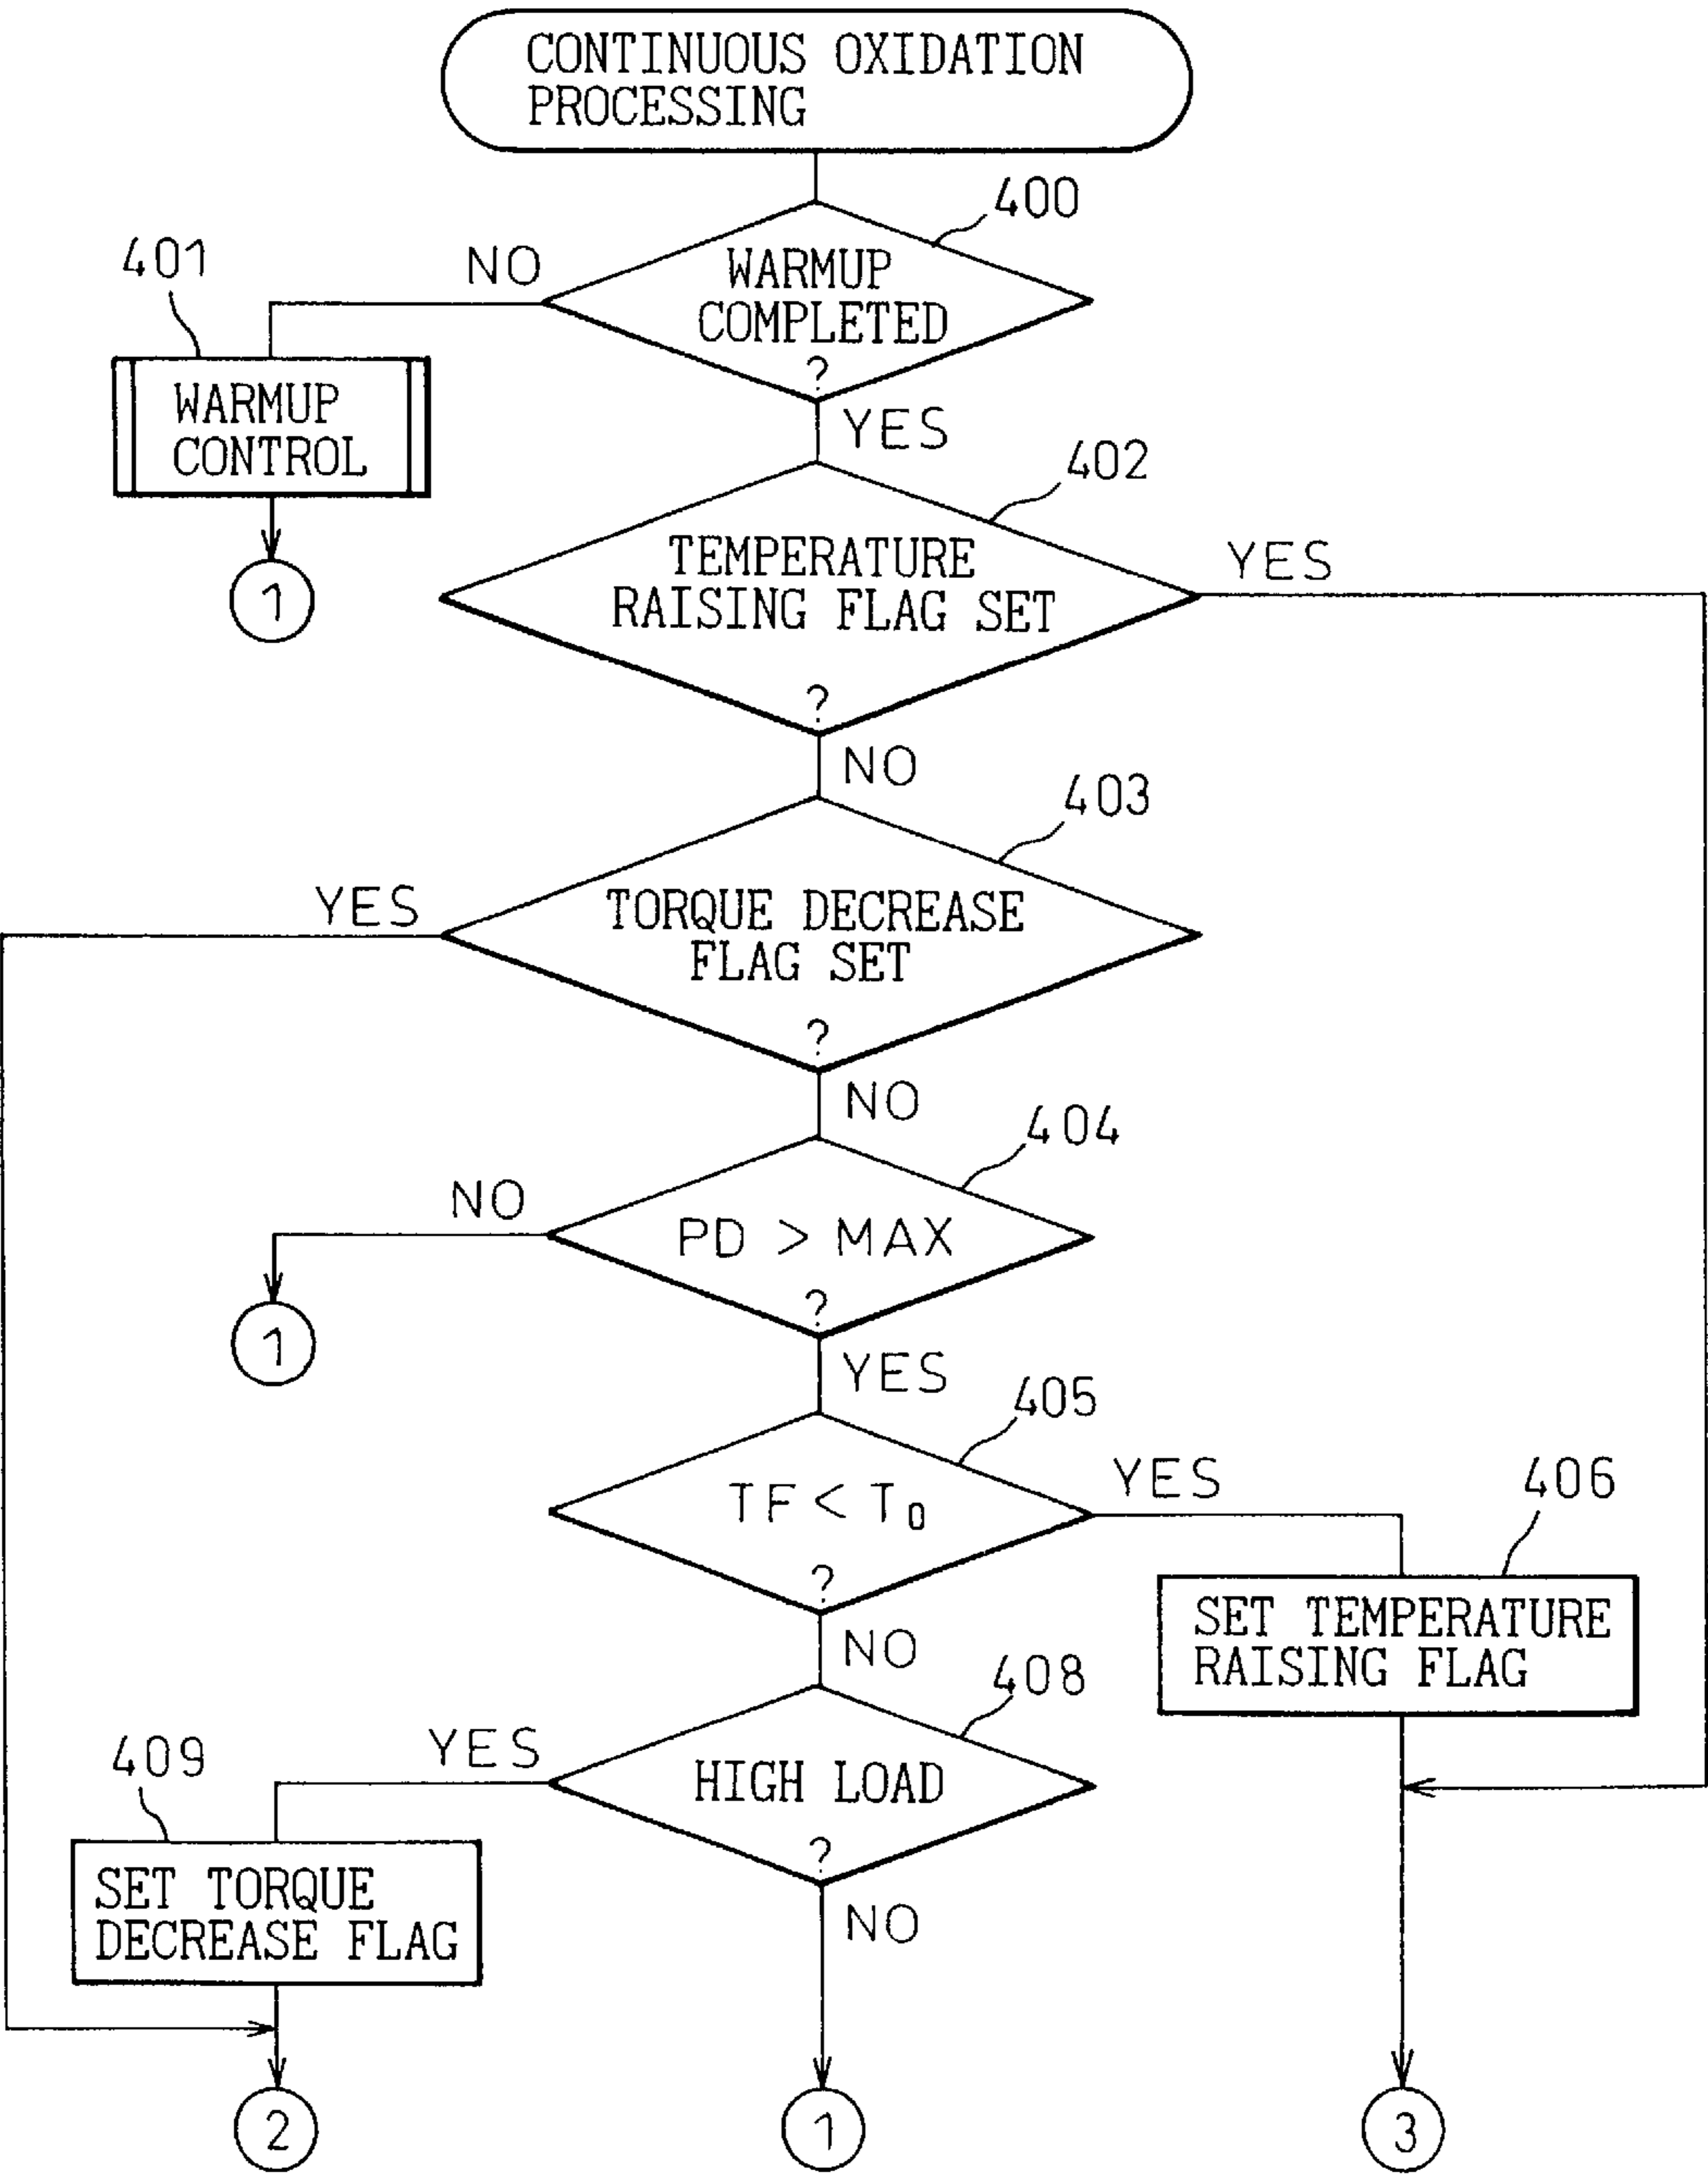 CONTINUOUS OXIDATION
PROCESSING
400
401
NO
WARMUP
COMPLETED
?
WARMUP
CONTROL
YES
402
1
TEMPERATURE
RAISING FLAG SET
?
YES
NO
403
YES
TORQUE DECREASE
FLAG SET
?
NO
404
NO
PD > MAX
?
1
YES
405
TF < T0
?
YES
406
SET TEMPERATURE
RAISING FLAG
NO
408
YES
409
HIGH LOAD
?
SET TORQUE
DECREASE FLAG
NO
2
1
3